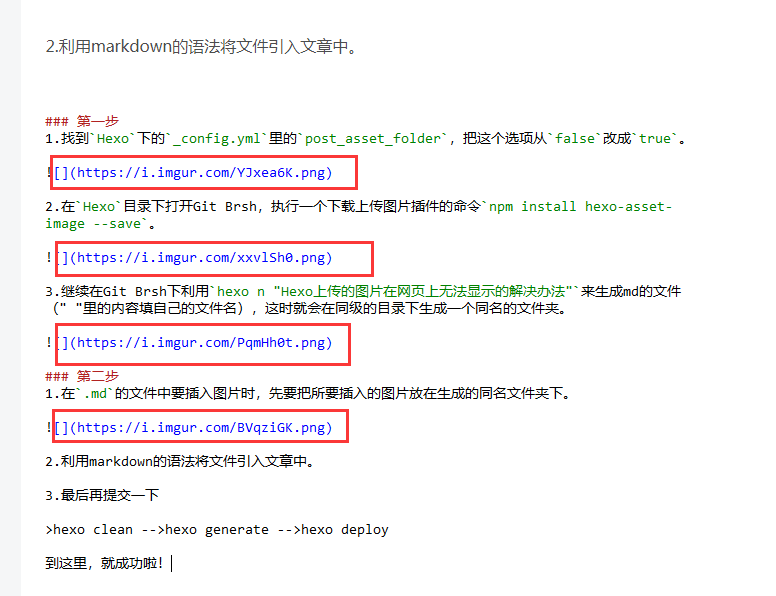 2.利用markdown的语法将文件引入文章中。
### 第一步
1.找到`Hexo`下的`_config.yml`里的`post_asset_folder`，把这个选项从`false`改成`true`。
![](https://i.imgur.com/YJxea6K.png)
2.在`Hexo`目录下打开Git Brsh，执行一个下载上传图片插件的命令`npm install hexo-asset-
image --save`。
![](https://i.imgur.com/xxvlSh0.png)
3.继续在Git Brsh下利用`hexo n "Hexo上传的图片在网页上无法显示的解决办法"`来生成md的文件
（" "里的内容填自己的文件名），这时就会在同级的目录下生成一个同名的文件夹。
![](https://i.imgur.com/PqmHh0t.png)
### 第二步
1.在`.md`的文件中要插入图片时，先要把所要插入的图片放在生成的同名文件夹下。
![](https://i.imgur.com/BVqziGK.png)
2.利用markdown的语法将文件引入文章中。
3.最后再提交一下
>hexo clean -->hexo generate -->hexo deploy
到这里，就成功啦！